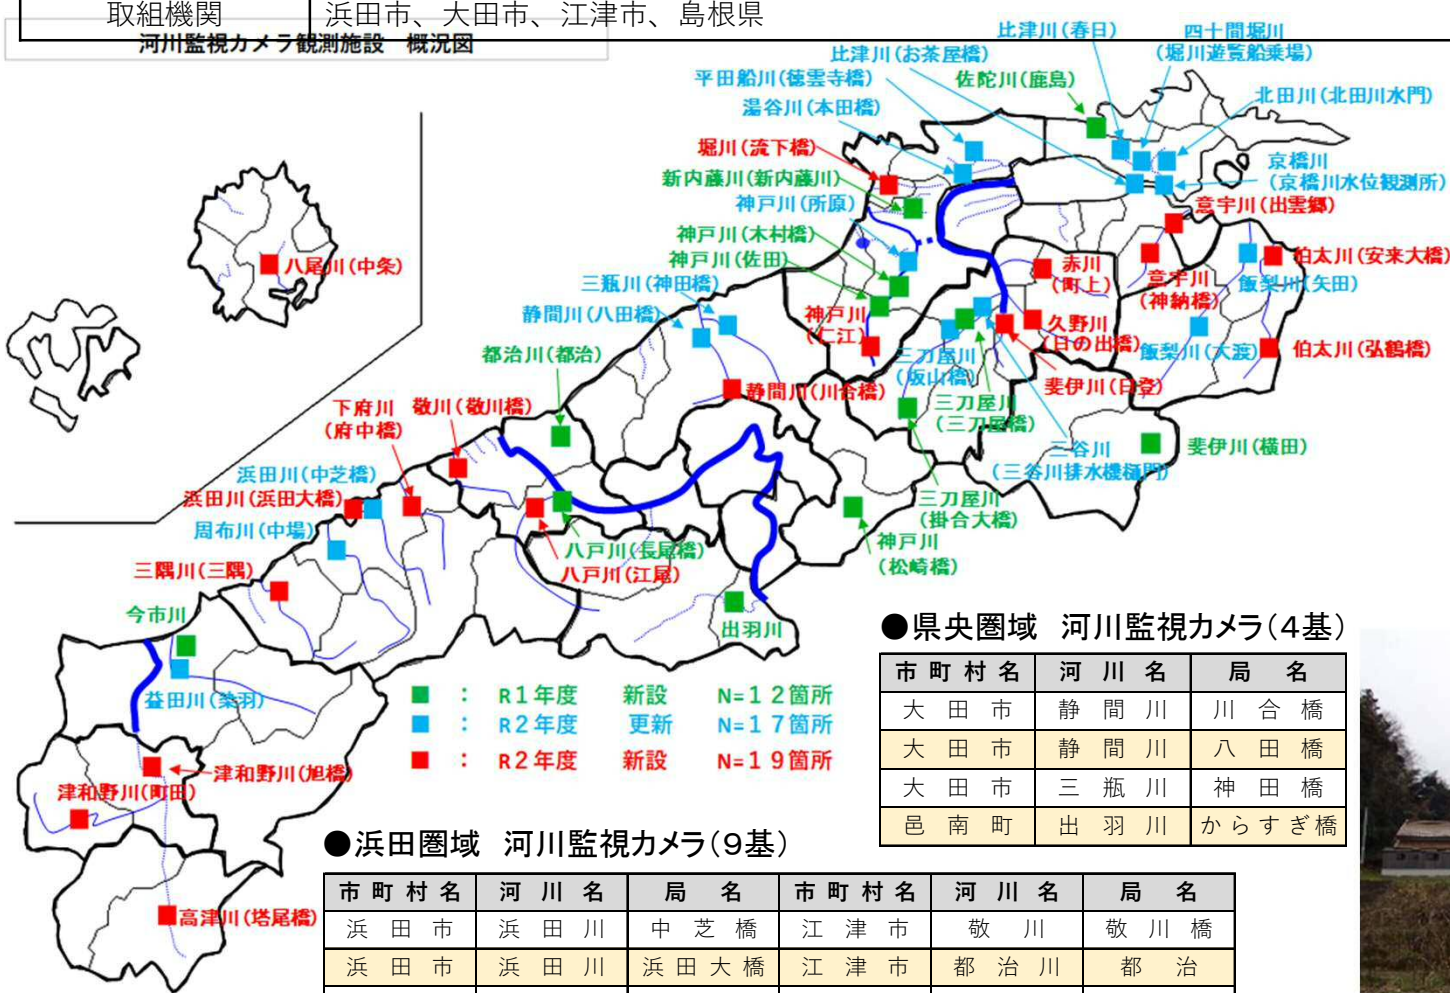 取組機関 浜田市、大田市、江津市、島根県
河川監視カメラ観測施設 概況図
比津川(春日)
四十間堀川
(堀川遊覧船乗場)
比津川(お茶屋橋)
平田船川(徳雲寺橋)
佐陀川(鹿島)
北田川(北田川水門)
湯谷川(本田橋)
堀川(流下橋)
京橋川
(京橋川水位観測所)
新内藤川(新内藤川)
神戸川(所原)
意宇川(出雲郷)
神戸川(木村橋)
神戸川(佐田)
八尾川(中条)
赤川
(町上)
意宇川
(神納橋)
伯太川(安来大橋)
飯梨川(矢田)
三瓶川(神田橋)
静間川(八田橋)
神戸川
(仁江)
久野川
(日の出橋)
都治川(都治)
三刀屋川
(坂山橋)
飯梨川(大渡)
伯太川(弘鶴橋)
斐伊川(日登)
静間川(川合橋)
下府川
(府中橋)
敬川(敬川橋)
三刀屋川
(三刀屋橋)
三谷川
(三谷川排水機樋門)
斐伊川(横田)
浜田川(中芝橋)
浜田川(浜田大橋)
三刀屋川
(掛合大橋)
周布川(中場)
神戸川
(松崎橋)
八戸川(長尾橋)
八戸川(江尾)
三隅川(三隅)
今市川
出羽川
益田川(染羽)
■ : R1年度 新設 N=12箇所
■ : R2年度 更新 N=17箇所
■ : R2年度 新設 N=19箇所
津和野川(旭橋)
津和野川(町田)
高津川(塔尾橋)
●県央圏域 河川監視カメラ(4基)
市町村名 河川名 局名
大田市 静間川 川合橋
大田市 静間川 八田橋
大田市 三瓶川 神田橋
邑南町 出羽川 からすぎ橋
●浜田圏域 河川監視カメラ(9基)
市町村名 河川名 局名 市町村名 河川名 局名
浜田市 浜田川 中芝橋 江津市 敬川 敬川橋
浜田市 浜田川 浜田大橋 江津市 都治川 都治